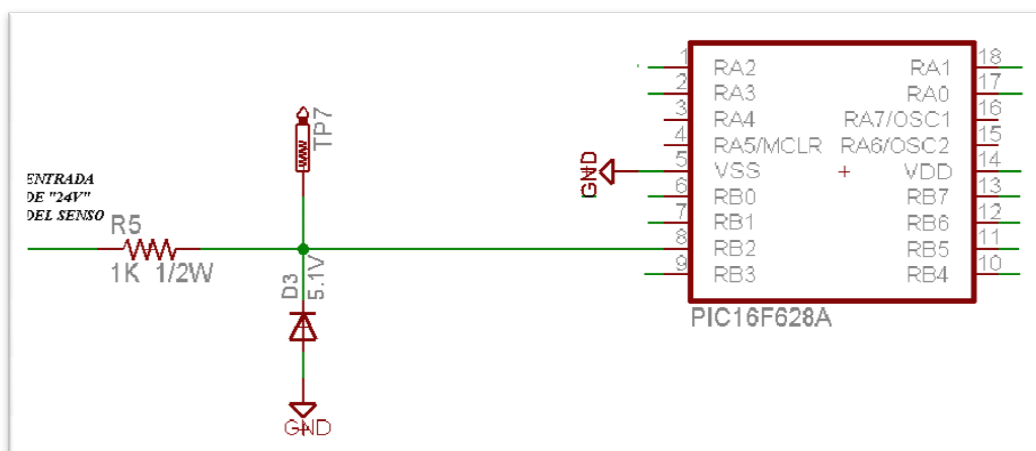 ENTRADA
DE "24V"
DEL SENSO
R5
1K 1/2W
TP7
D3
5.1V
GND
GND
1 RA2 RA1 18
2 RA3 RA0 17
3 RA4 RA7/OSC1 16
4 RA5/MCLR RA6/OSC2 15
5 VSS + VDD 14
6 RB0 RB7 13
7 RB1 RB6 12
8 RB2 RB5 11
9 RB3 RB4 10
PIC16F628A